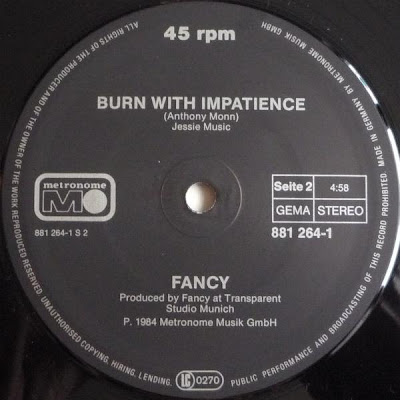 45 rpm
BURN WITH IMPATIENCE
(Anthony Monn)
Jessie Music
metronome
M
881 264-1 S 2
Seite 2 4:58
GEMA STEREO
881 264-1
FANCY
Produced by Fancy at Transparent
Studio Munich
P. 1984 Metronome Musik GmbH
LC 0270
ALL RIGHTS OF THE PRODUCER AND OF THE OWNER OF THE WORK REPRODUCED RESERVED. UNAUTHORISED COPYING, HIRING, LENDING, PUBLIC PERFORMANCE AND BROADCASTING OF THIS RECORD PROHIBITED. MADE IN GERMANY BY METRONOME MUSIK GMBH